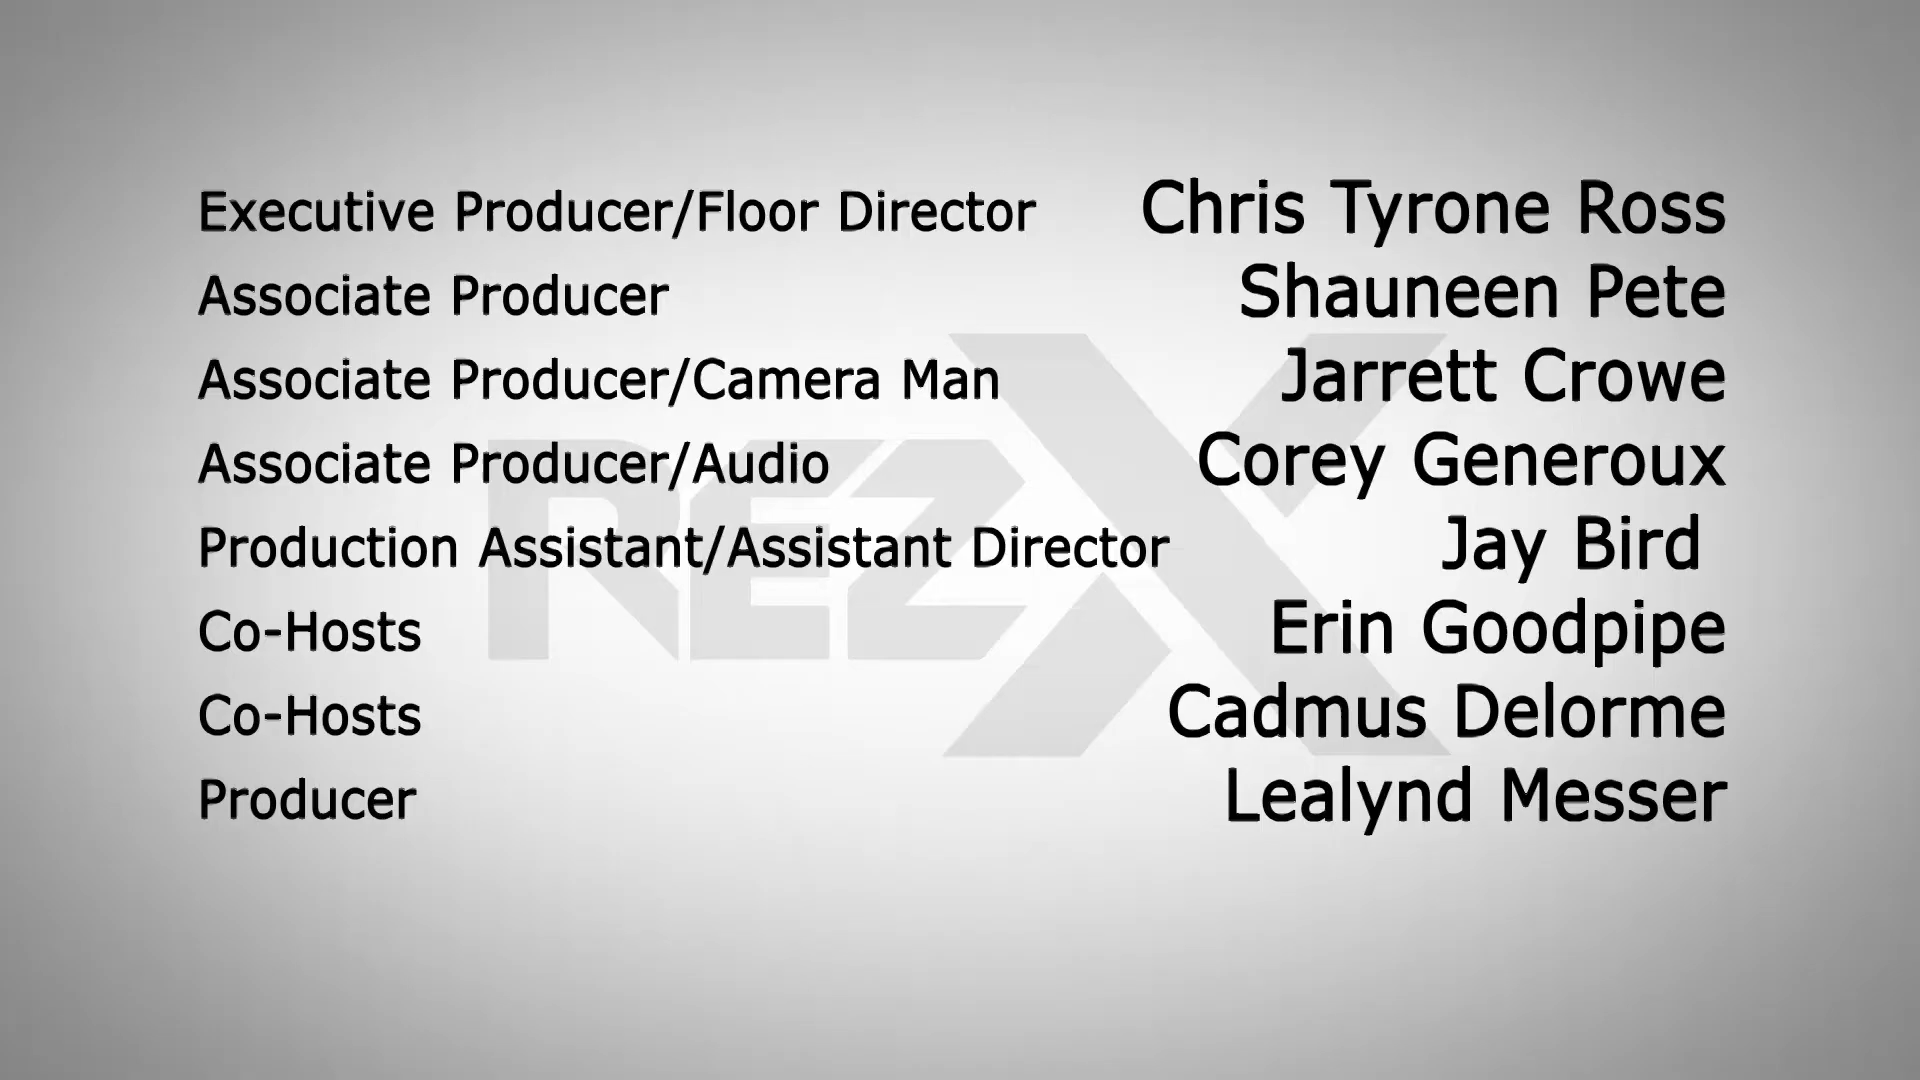 Executive Producer/Floor Director Chris Tyrone Ross
Associate Producer Shauneen Pete
Associate Producer/Camera Man Jarrett Crowe
Associate Producer/Audio Corey Generoux
Production Assistant/Assistant Director Jay Bird
Co-Hosts Erin Goodpipe
Co-Hosts Cadmus Delorme
Producer Lealynd Messer
REZX